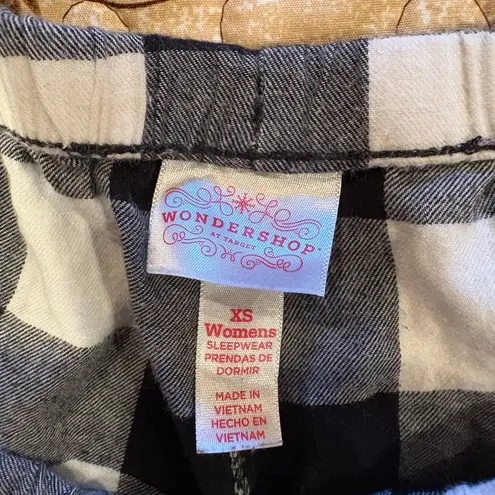 WONDERSHOP
AT TARGET
XS
Womens
SLEEPWEAR
PRENDAS DE
DORMIR
MADE IN
VIETNAM
HECHO EN
VIETNAM